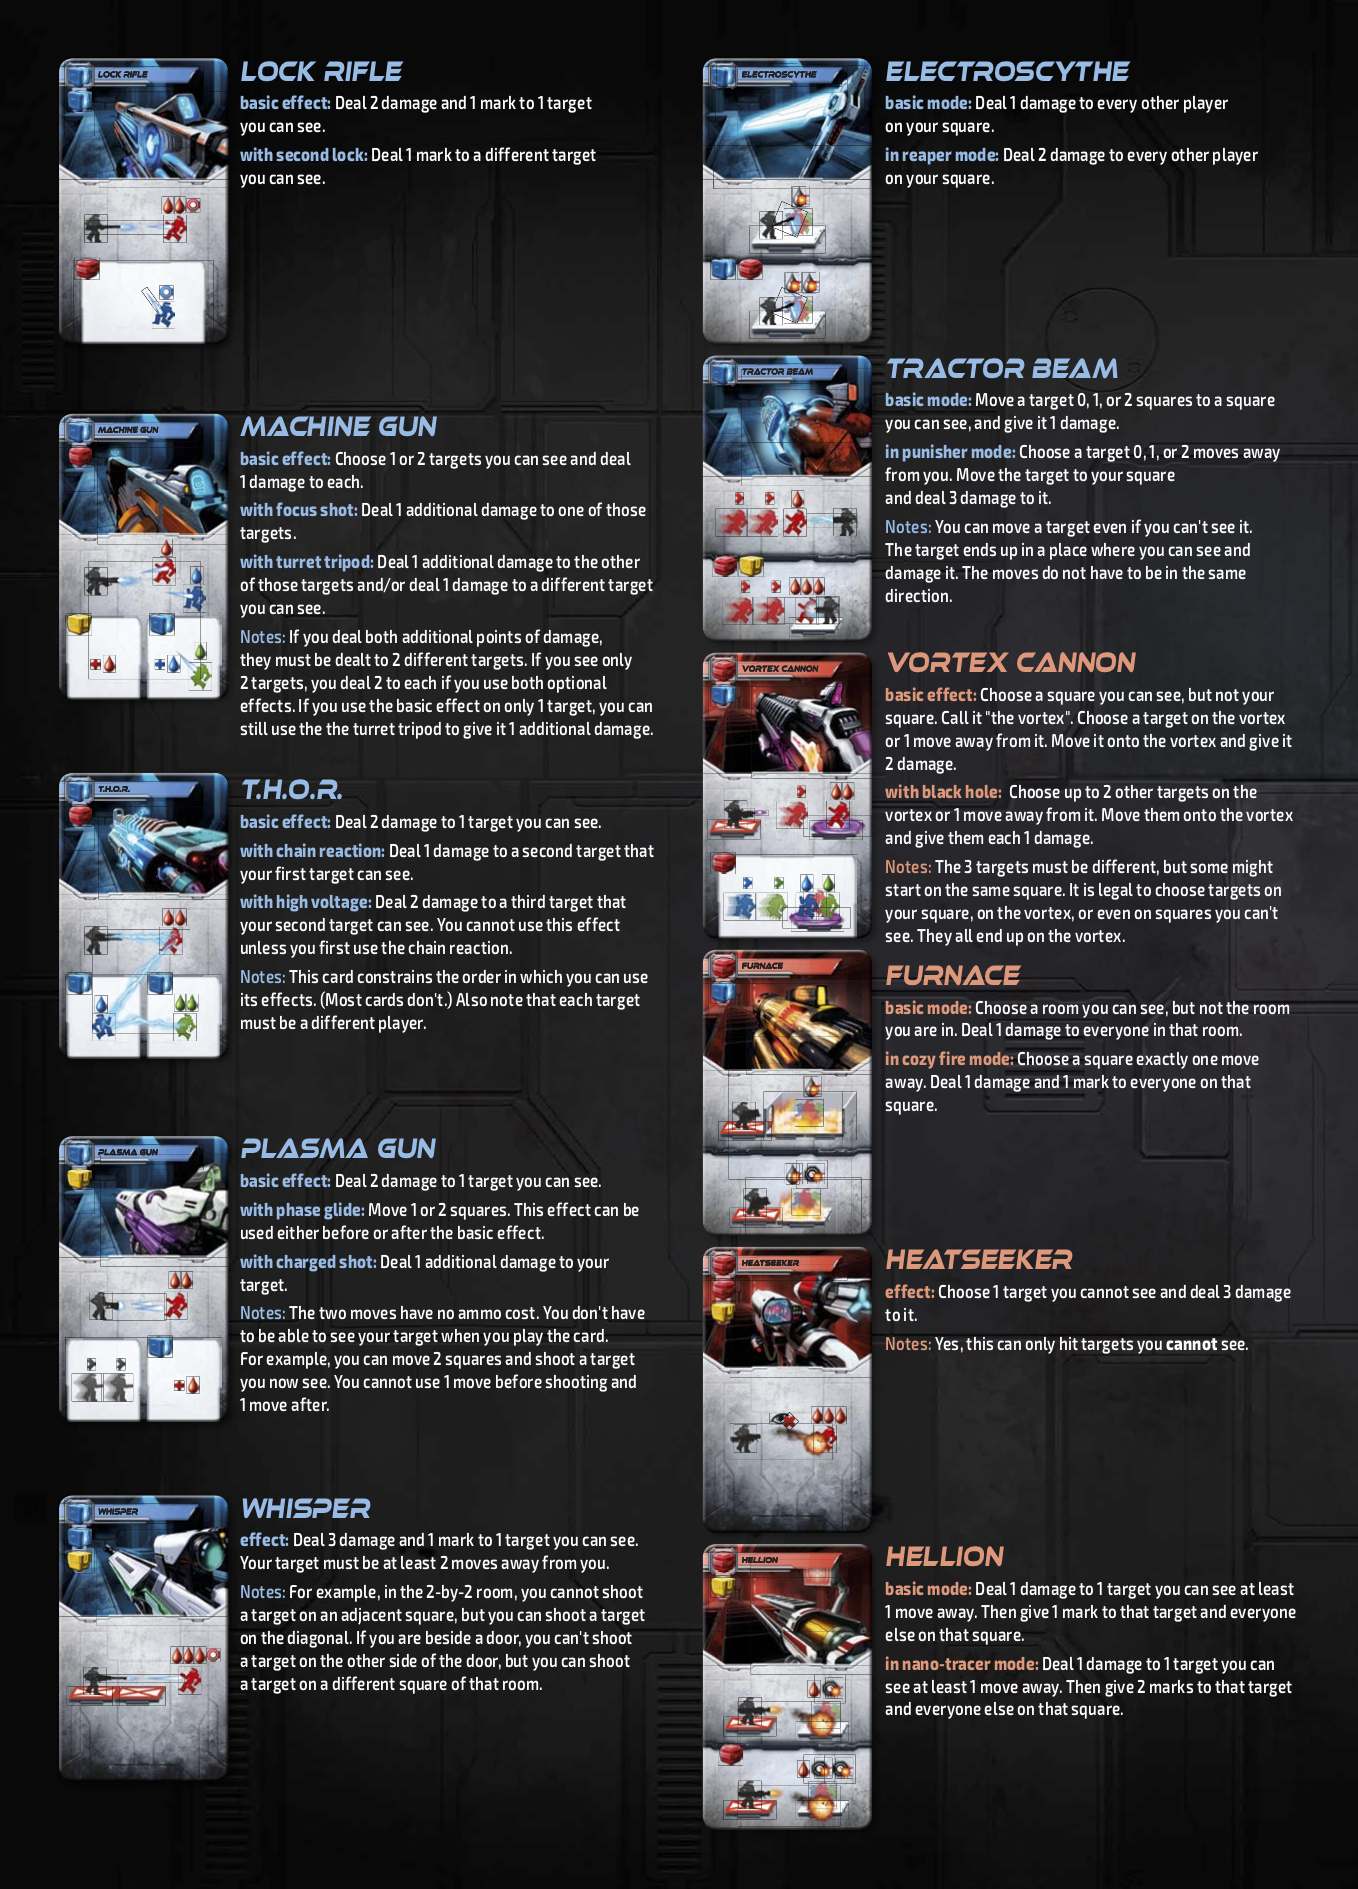 LOCK RIFLE
LOCK RIFLE
basic effect: Deal 2 damage and 1 mark to 1 target
you can see.
with second lock: Deal 1 mark to a different target
you can see.
MACHINE GUN
MACHINE GUN
basic effect: Choose 1 or 2 targets you can see and deal
1 damage to each.
with focus shot: Deal 1 additional damage to one of those
targets.
with turret tripod: Deal 1 additional damage to the other
of those targets and/or deal 1 damage to a different target
you can see.
Notes: If you deal both additional points of damage,
they must be dealt to 2 different targets. If you see only
2 targets, you deal 2 to each if you use both optional
effects. If you use the basic effect on only 1 target, you can
still use the the turret tripod to give it 1 additional damage.
T.H.O.R.
T.H.O.R.
basic effect: Deal 2 damage to 1 target you can see.
with chain reaction: Deal 1 damage to a second target that
your first target can see.
with high voltage: Deal 2 damage to a third target that
your second target can see. You cannot use this effect
unless you first use the chain reaction.
Notes: This card constrains the order in which you can use
its effects. (Most cards don't.) Also note that each target
must be a different player.
PLASMA GUN
PLASMA GUN
basic effect: Deal 2 damage to 1 target you can see.
with phase glide: Move 1 or 2 squares. This effect can be
used either before or after the basic effect.
with charged shot: Deal 1 additional damage to your
target.
Notes: The two moves have no ammo cost. You don't have
to be able to see your target when you play the card.
For example, you can move 2 squares and shoot a target
you now see. You cannot use 1 move before shooting and
1 move after.
WHISPER
WHISPER
effect: Deal 3 damage and 1 mark to 1 target you can see.
Your target must be at least 2 moves away from you.
Notes: For example, in the 2-by-2 room, you cannot shoot
a target on an adjacent square, but you can shoot a target
on the diagonal. If you are beside a door, you can't shoot
a target on the other side of the door, but you can shoot
a target on a different square of that room.
ELECTROSCYTHE
ELECTROSCYTHE
basic mode: Deal 1 damage to every other player
on your square.
in reaper mode: Deal 2 damage to every other player
on your square.
TRACTOR BEAM
TRACTOR BEAM
basic mode: Move a target 0, 1, or 2 squares to a square
you can see, and give it 1 damage.
in punisher mode: Choose a target 0, 1, or 2 moves away
from you. Move the target to your square
and deal 3 damage to it.
Notes: You can move a target even if you can't see it.
The target ends up in a place where you can see and
damage it. The moves do not have to be in the same
direction.
VORTEX CANNON
VORTEX CANNON
basic effect: Choose a square you can see, but not your
square. Call it "the vortex". Choose a target on the vortex
or 1 move away from it. Move it onto the vortex and give it
2 damage.
with black hole: Choose up to 2 other targets on the
vortex or 1 move away from it. Move them onto the vortex
and give them each 1 damage.
Notes: The 3 targets must be different, but some might
start on the same square. It is legal to choose targets on
your square, on the vortex, or even on squares you can't
see. They all end up on the vortex.
FURNACE
FURNACE
basic mode: Choose a room you can see, but not the room
you are in. Deal 1 damage to everyone in that room.
in cozy fire mode: Choose a square exactly one move
away. Deal 1 damage and 1 mark to everyone on that
square.
HEATSEEKER
HEATSEEKER
effect: Choose 1 target you cannot see and deal 3 damage
to it.
Notes: Yes, this can only hit targets you cannot see.
HELLION
HELLION
basic mode: Deal 1 damage to 1 target you can see at least
1 move away. Then give 1 mark to that target and everyone
else on that square.
in nano-tracer mode: Deal 1 damage to 1 target you can
see at least 1 move away. Then give 2 marks to that target
and everyone else on that square.